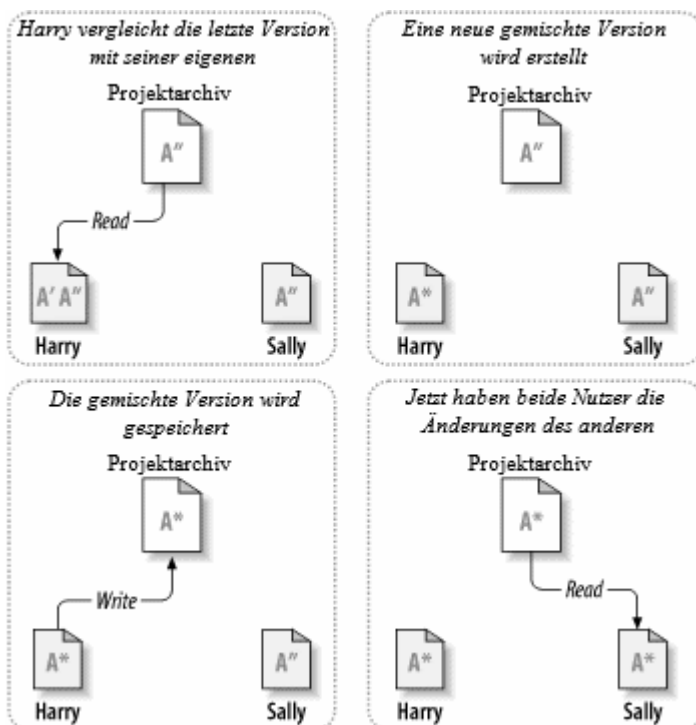 Harry vergleicht die letzte Version
mit seiner eigenen
Projektarchiv
A"
Read
A' A"
A"
Harry
Sally
Eine neue gemischte Version
wird erstellt
Projektarchiv
A"
A*
A"
Harry
Sally
Die gemischte Version wird
gespeichert
Projektarchiv
A*
Write
A*
A"
Harry
Sally
Jetzt haben beide Nutzer die
Änderungen des anderen
Projektarchiv
A*
Read
A*
A*
Harry
Sally